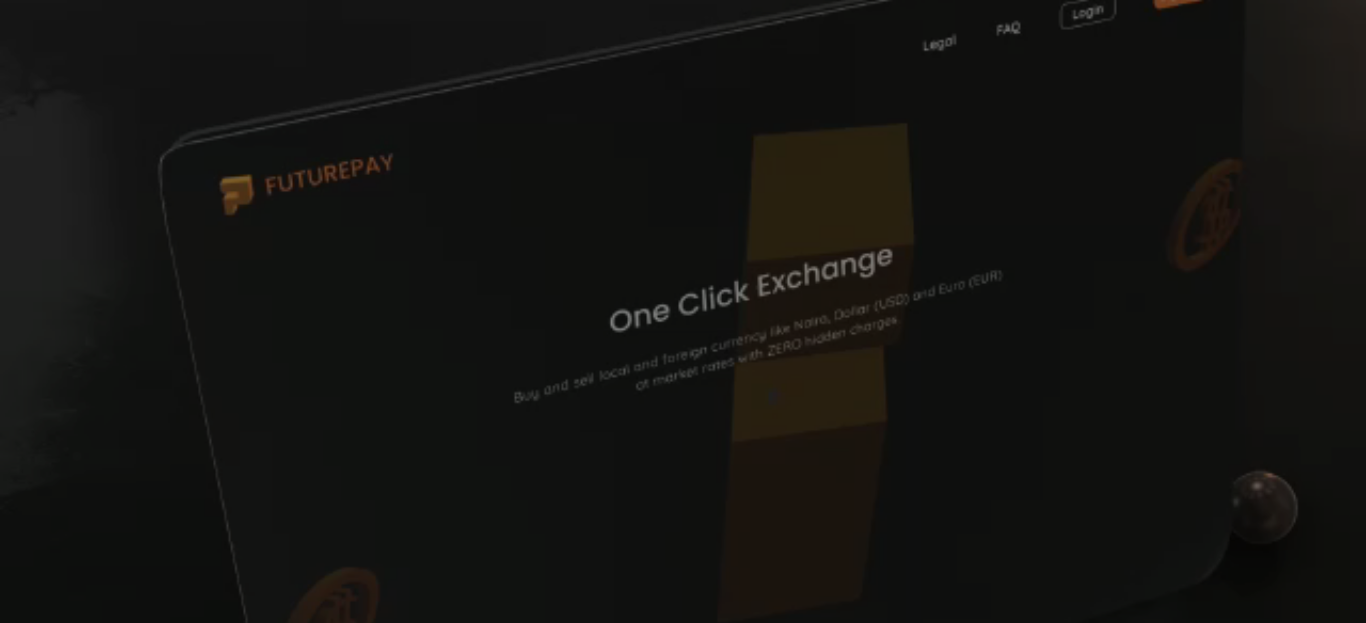 Legal FAQ Login
FUTUREPAY
One Click Exchange
Buy and sell local and foreign currency like Naira, Dollar (USD) and Euro (EUR)
at market rates with ZERO hidden charges